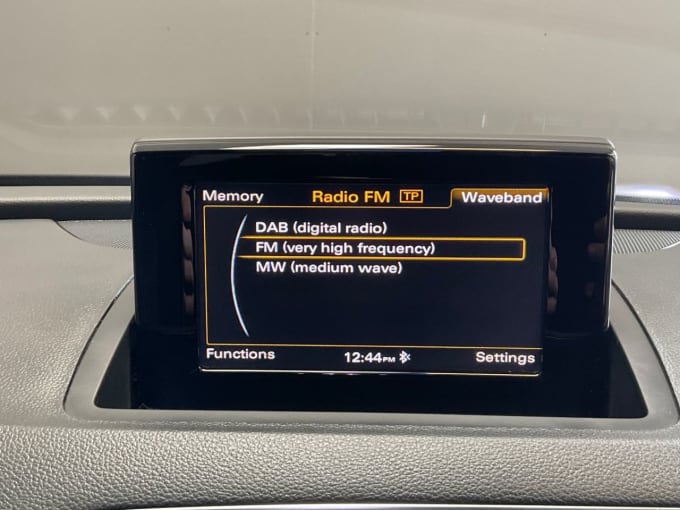 Memory Radio FM TP Waveband
DAB (digital radio)
FM (very high frequency)
MW (medium wave)
Functions 12:44PM Settings